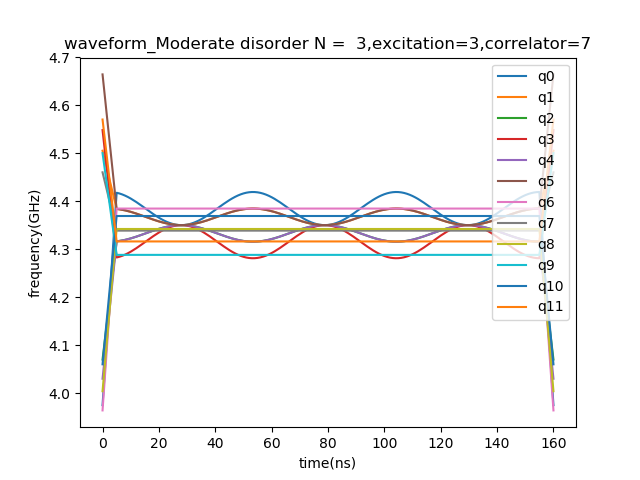 waveform_Moderate disorder N =  3,excitation=3,correlator=7
4.7
4.6
4.5
4.4
4.3
4.2
4.1
4.0
frequency(GHz)
0
20
40
60
80
100
120
140
160
time(ns)
q0
q1
q2
q3
q4
q5
q6
q7
q8
q9
q10
q11